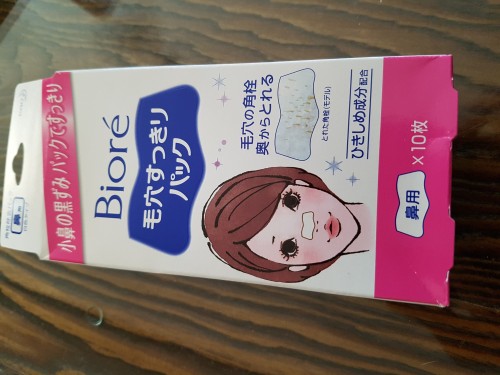 小鼻の黒ずみ パックですっきり
Bioré
毛穴すっきり
パック
毛穴の角栓
奥からとれる
とれた角栓(モデル)
ひきしめ成分 配合
鼻用
×10枚